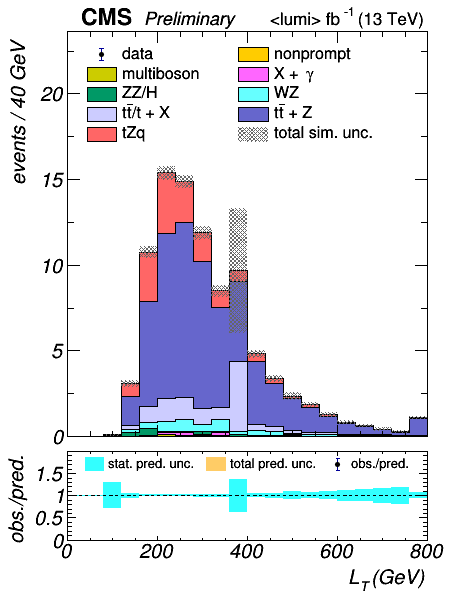 CMS Preliminary <lumi> fb⁻¹ (13 TeV)
events / 40 GeV
data
nonprompt
multiboson
X + γ
ZZ/H
WZ
tt̄/t + X
tt̄ + Z
tZq
total sim. unc.
20
15
10
5
0
obs./pred.
stat. pred. unc.
total pred. unc.
obs./pred.
1.5
1
0.5
0
0 200 400 600 800
L_T (GeV)